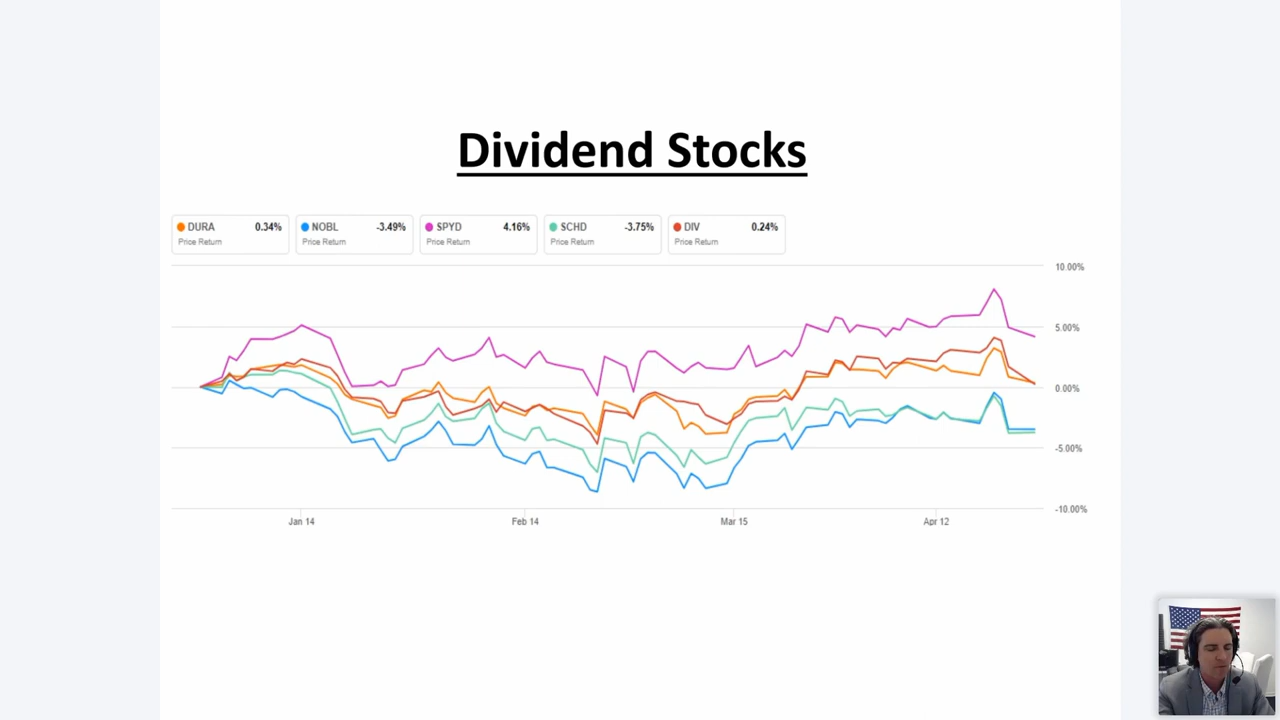 Dividend Stocks
DURA 0.34% NOBL -3.49% SPYD 4.16% SCHD -3.75% DIV 0.24%
Price Return Price Return Price Return Price Return Price Return
10.00%
5.00%
0.00%
-5.00%
-10.00%
Jan 14 Feb 14 Mar 15 Apr 12